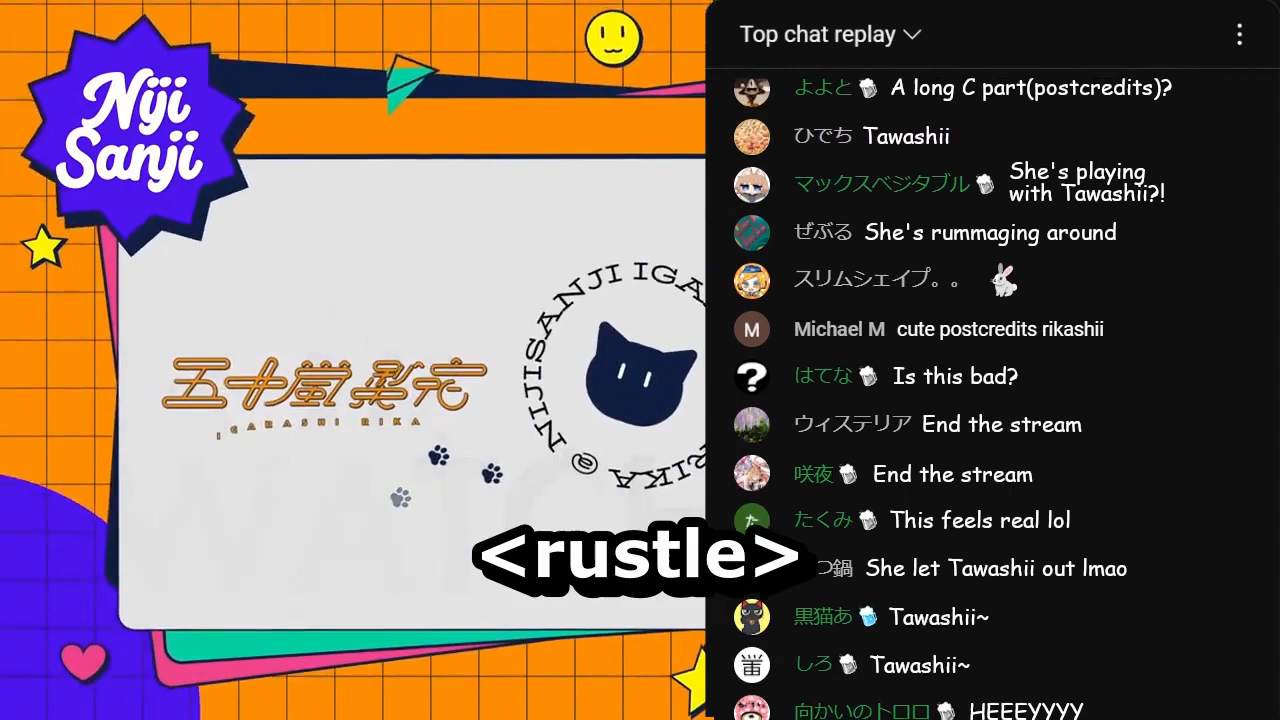 Niji
Sanji
五十嵐梨花
IGARASHI RIKA
NIJISANJI IGA
RIKA @
<rustle>
Top chat replay
よよと A long C part(postcredits)?
ひでち Tawashii
マックスベジタブル She's playing
with Tawashii?!
ぜぶる She's rummaging around
スリムシェイプ。。
M Michael M cute postcredits rikashii
? はてな Is this bad?
ウィステリア End the stream
咲夜 End the stream
た たくみ This feels real lol
つ鍋 She let Tawashii out lmao
黒猫あ Tawashii~
しろ Tawashii~
向かいのトロロ HEEEYYYY